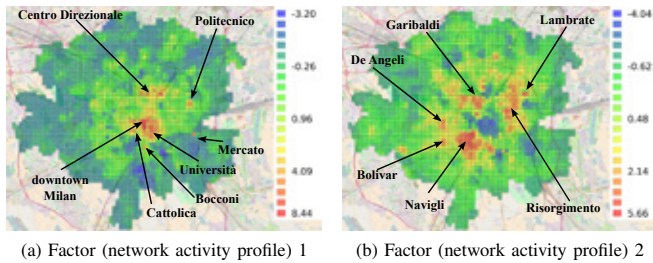 Centro Direzionale
Politecnico
-3.20
-0.26
0.96
4.09
8.44
Mercato
Universitá
downtown
Milan
Bocconi
Cattolica
Garibaldi
Lambrate
De Angeli
-4.04
-0.62
0.48
2.14
5.66
Bolívar
Navigli
Risorgimento
(a) Factor (network activity profile) 1
(b) Factor (network activity profile) 2